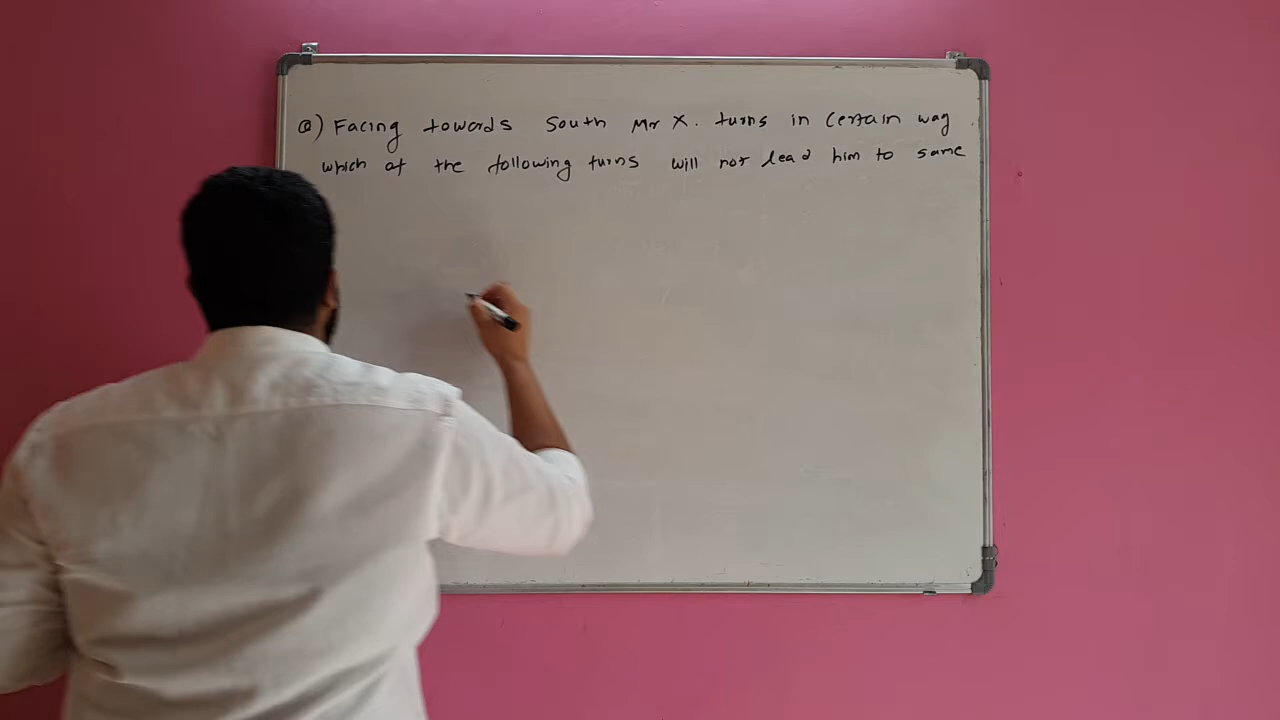 Q) Facing towards South Mr X. turns in certain way
which of the following turns will not lead him to same